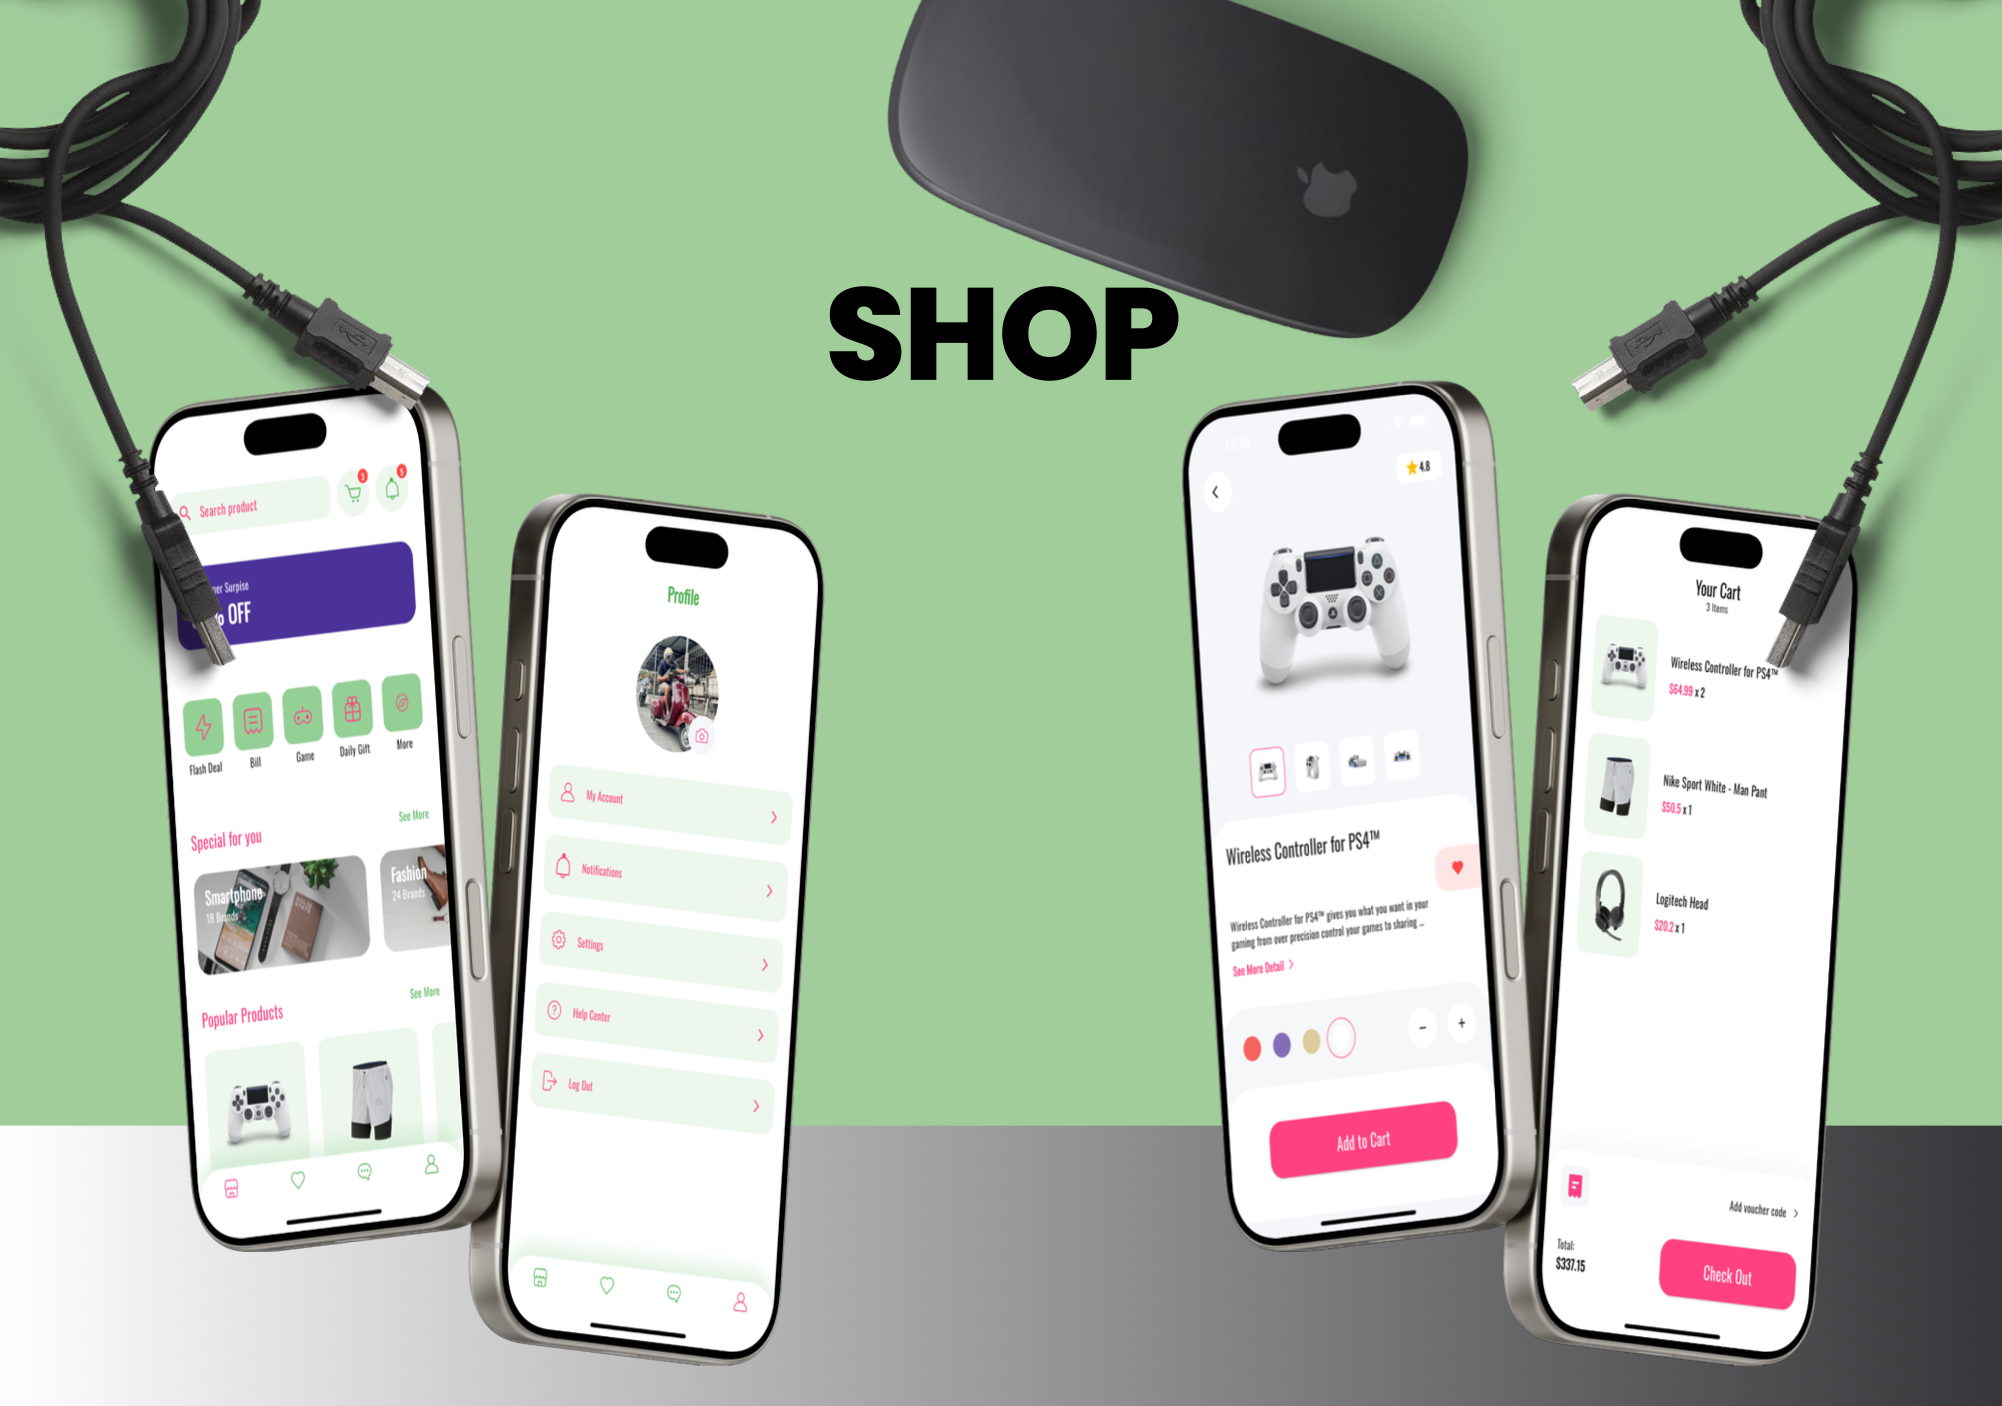 SHOP
Search product
3
5
OFF
Flash Deal
Bill
Game
Daily Gift
More
Special for you
See More
Smartphone
18 Brands
Fashion
24 Brands
Popular Products
See More
Profile
My Account
Notifications
Settings
Help Center
Log Out
13:10
4.8
Wireless Controller for PS4™
Wireless Controller for PS4™ gives you what you want in your
gaming from over precision control your games to sharing ...
See More Detail
Add to Cart
Your Cart
3 Items
Wireless Controller for PS4™
$64.99 x 2
Nike Sport White - Man Pant
$50.5 x 1
Logitech Head
$20.2 x 1
Add voucher code
Total:
$337.15
Check Out